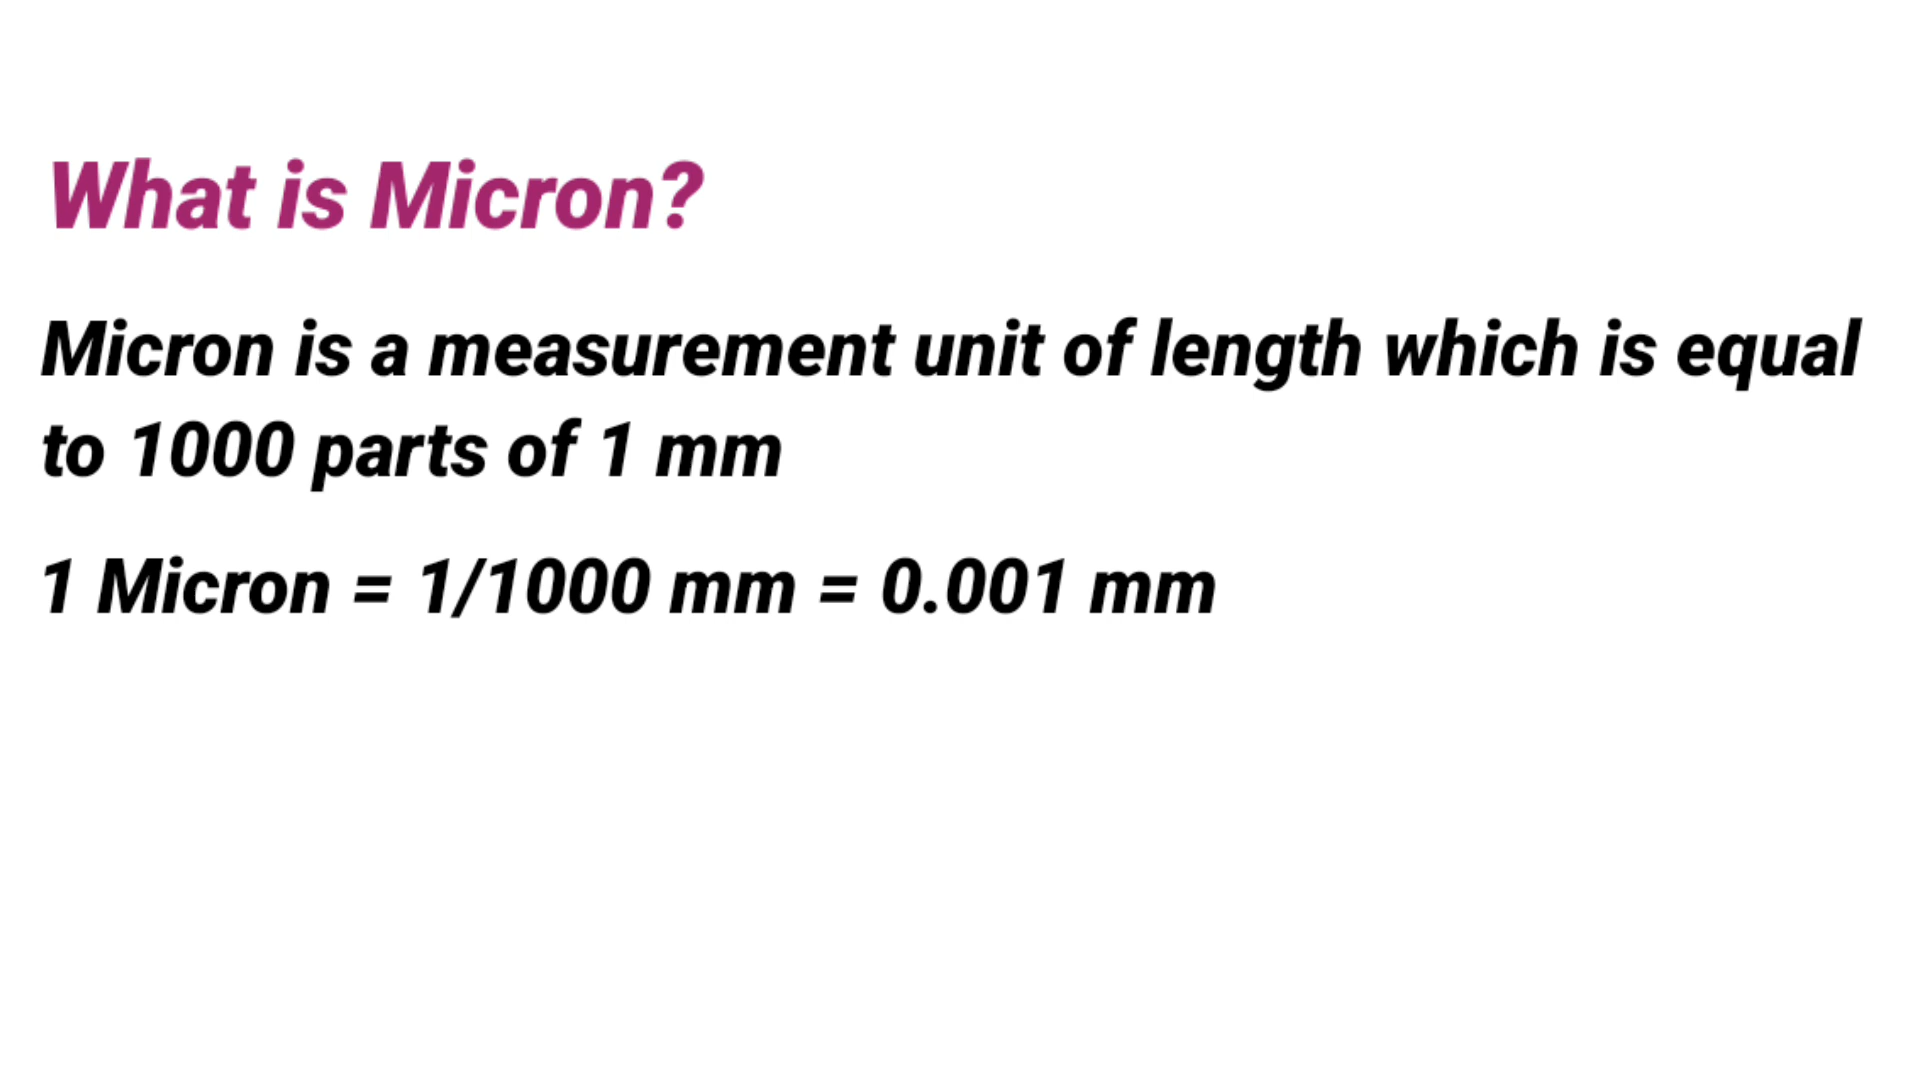 What is Micron?
Micron is a measurement unit of length which is equal
to 1000 parts of 1 mm
1 Micron = 1/1000 mm = 0.001 mm